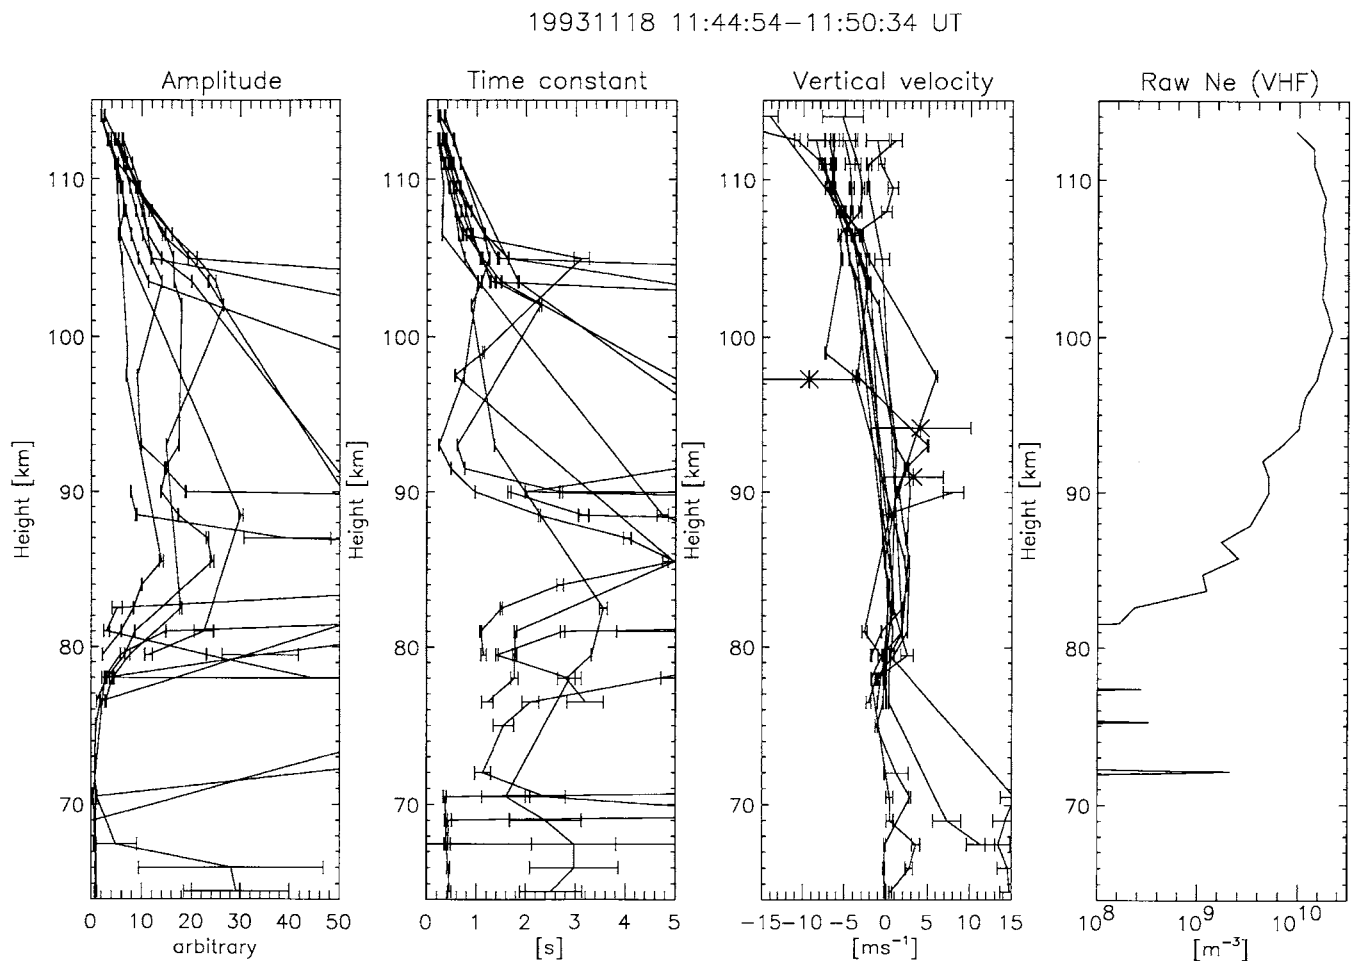 19931118 11:44:54-11:50:34 UT
Amplitude
Time constant
Vertical velocity
Raw Ne (VHF)
110
100
90
80
70
Height [km]
0 10 20 30 40 50
arbitrary
110
100
90
80
70
Height [km]
0 1 2 3 4 5
[s]
110
100
90
80
70
Height [km]
-15 -10 -5 0 5 10 15
[ms⁻¹]
110
100
90
80
70
Height [km]
10⁸ 10⁹ 10¹⁰
[m⁻³]